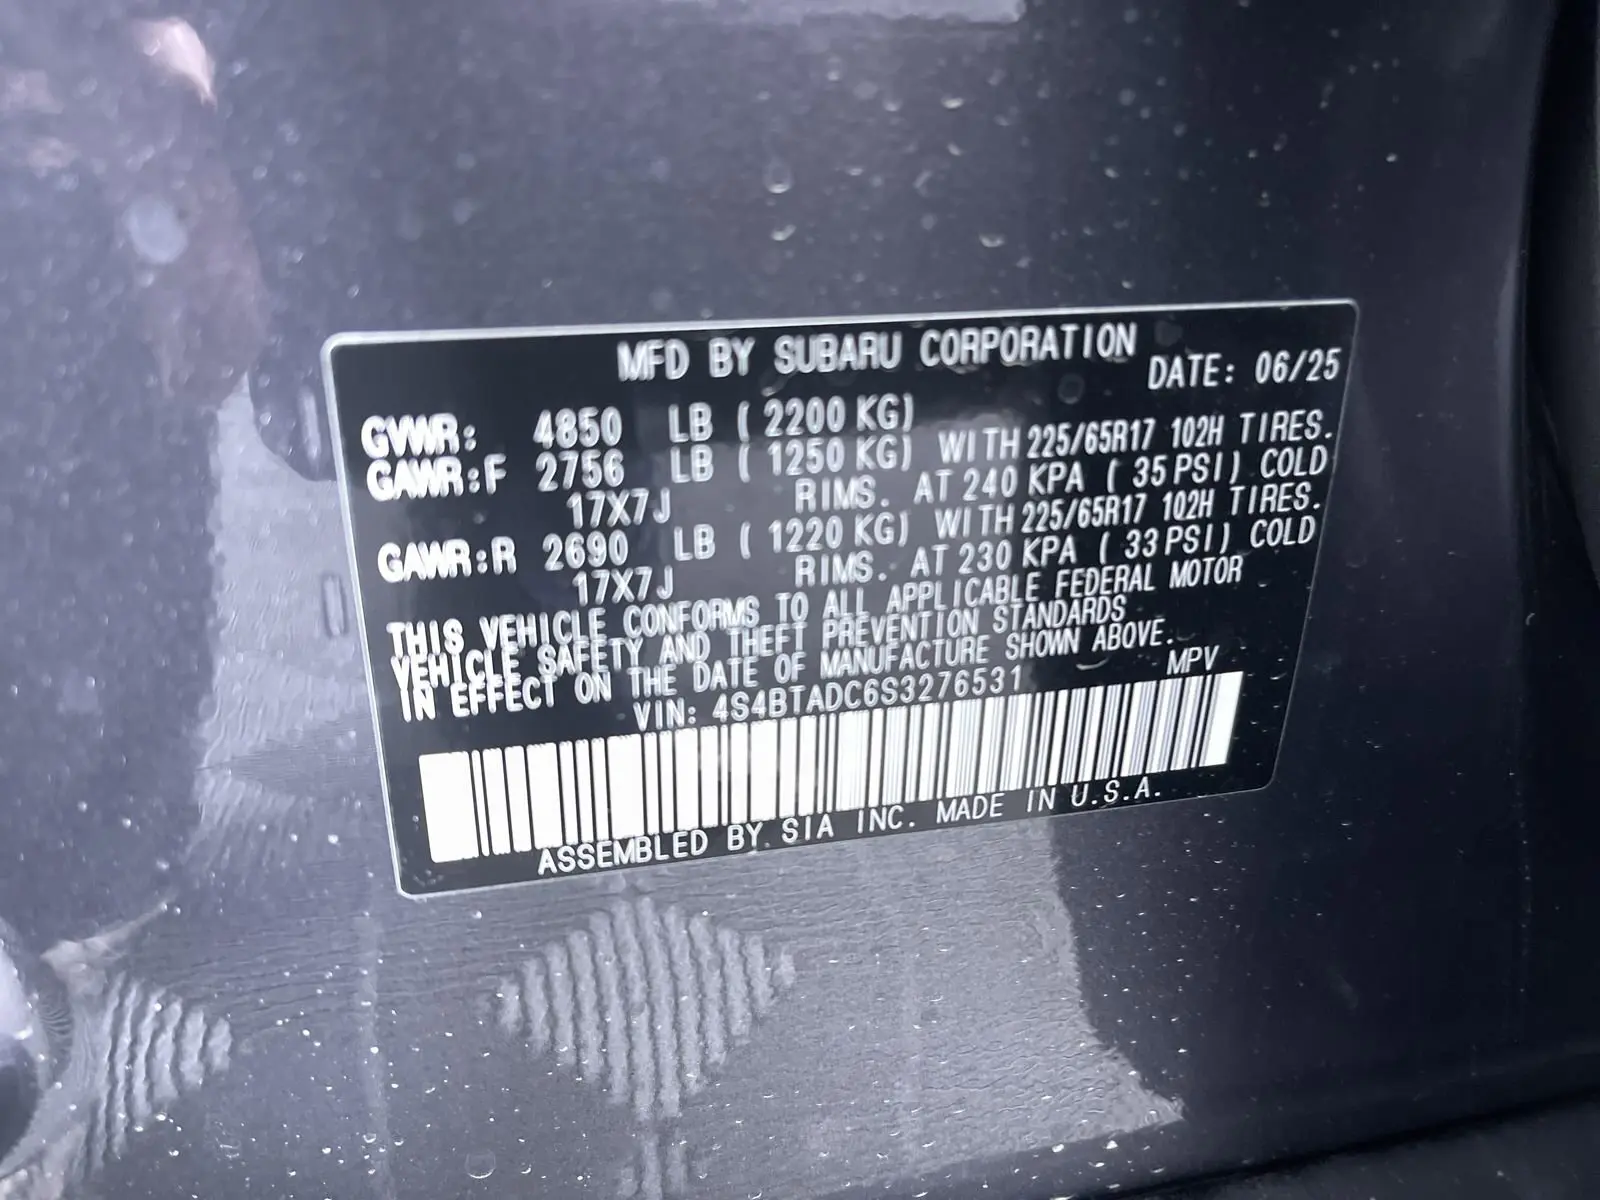 MFD BY SUBARU CORPORATION
DATE: 06/25
GVWR: 4850 LB ( 2200 KG)
GAWR:F 2756 LB ( 1250 KG) WITH 225/65R17 102H TIRES.
17X7J RIMS. AT 240 KPA ( 35 PSI) COLD
GAWR:R 2690 LB ( 1220 KG) WITH 225/65R17 102H TIRES.
17X7J RIMS. AT 230 KPA ( 33 PSI) COLD
THIS VEHICLE CONFORMS TO ALL APPLICABLE FEDERAL MOTOR
VEHICLE SAFETY AND THEFT PREVENTION STANDARDS
IN EFFECT ON THE DATE OF MANUFACTURE SHOWN ABOVE.
VIN: 4S4BTADC6S3276531 MPV
ASSEMBLED BY SIA INC. MADE IN U.S.A.